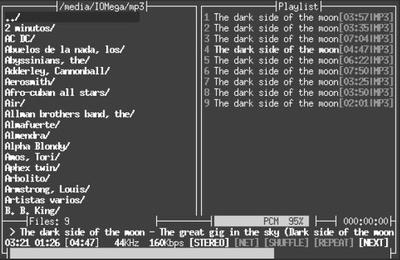 /media/IOMega/mp3
../
2 minutos/
AC DC/
Abuelos de la nada, los/
Abyssinians, the/
Adderley, Cannonball/
Aerosmith/
Afro-cuban all stars/
Air/
Allman brothers band, the/
Almafuerte/
Almendra/
Alpha Blondy/
Amos, Tori/
Aphex twin/
Arbolito/
Armstrong, Louis/
Artistas varios/
B. B. King/
Playlist
1 The dark side of the moon[03:57|MP3]
2 The dark side of the moon[03:35|MP3]
3 The dark side of the moon[07:04|MP3]
4 The dark side of the moon[04:47|MP3]
5 The dark side of the moon[06:22|MP3]
6 The dark side of the moon[07:50|MP3]
7 The dark side of the moon[03:25|MP3]
8 The dark side of the moon[03:50|MP3]
9 The dark side of the moon[02:01|MP3]
Files: 9
PCM 95%
000:00:00
> The dark side of the moon - The great gig in the sky (Dark side of the moon
03:21 01:26 [04:47] 44KHz 160Kbps [STEREO] [NET] [SHUFFLE] [REPEAT] [NEXT]